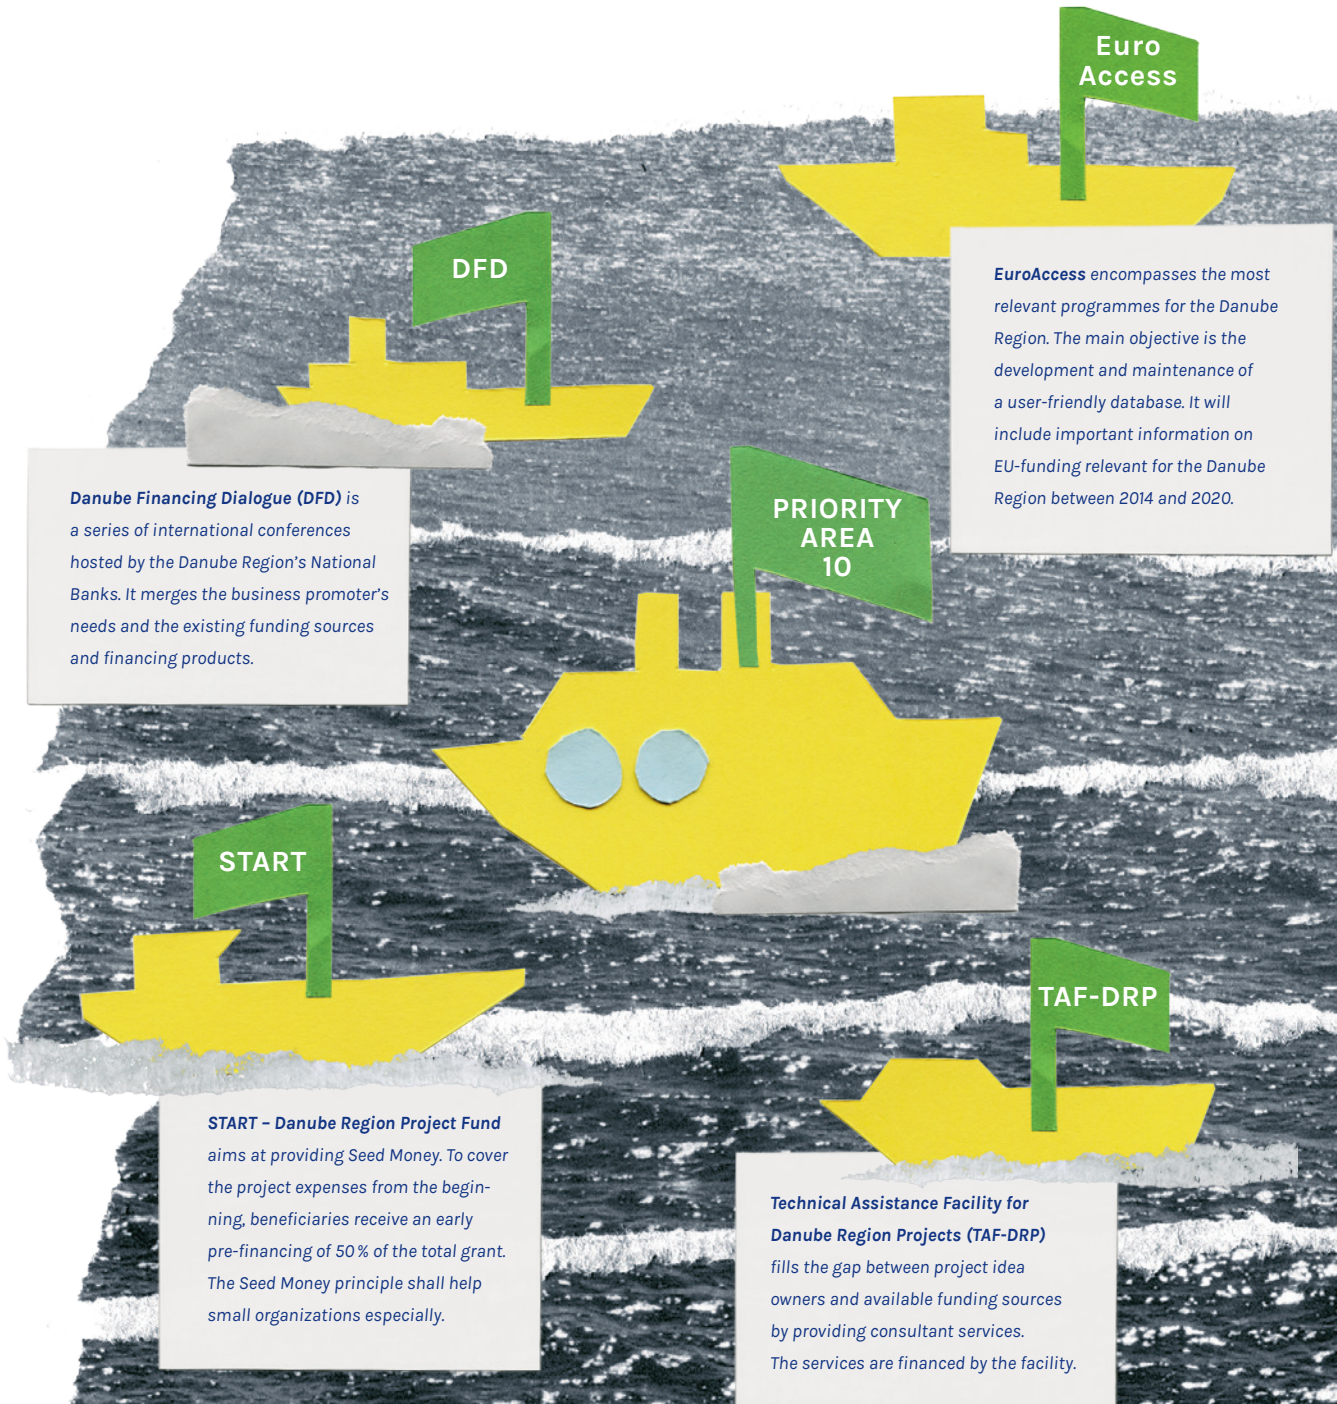 Euro
Access
EuroAccess encompasses the most
relevant programmes for the Danube
Region. The main objective is the
development and maintenance of
a user-friendly database. It will
include important information on
EU-funding relevant for the Danube
Region between 2014 and 2020.
DFD
Danube Financing Dialogue (DFD) is
a series of international conferences
hosted by the Danube Region’s National
Banks. It merges the business promoter’s
needs and the existing funding sources
and financing products.
PRIORITY
AREA
10
START
START – Danube Region Project Fund
aims at providing Seed Money. To cover
the project expenses from the begin-
ning, beneficiaries receive an early
pre-financing of 50 % of the total grant.
The Seed Money principle shall help
small organizations especially.
TAF-DRP
Technical Assistance Facility for
Danube Region Projects (TAF-DRP)
fills the gap between project idea
owners and available funding sources
by providing consultant services.
The services are financed by the facility.